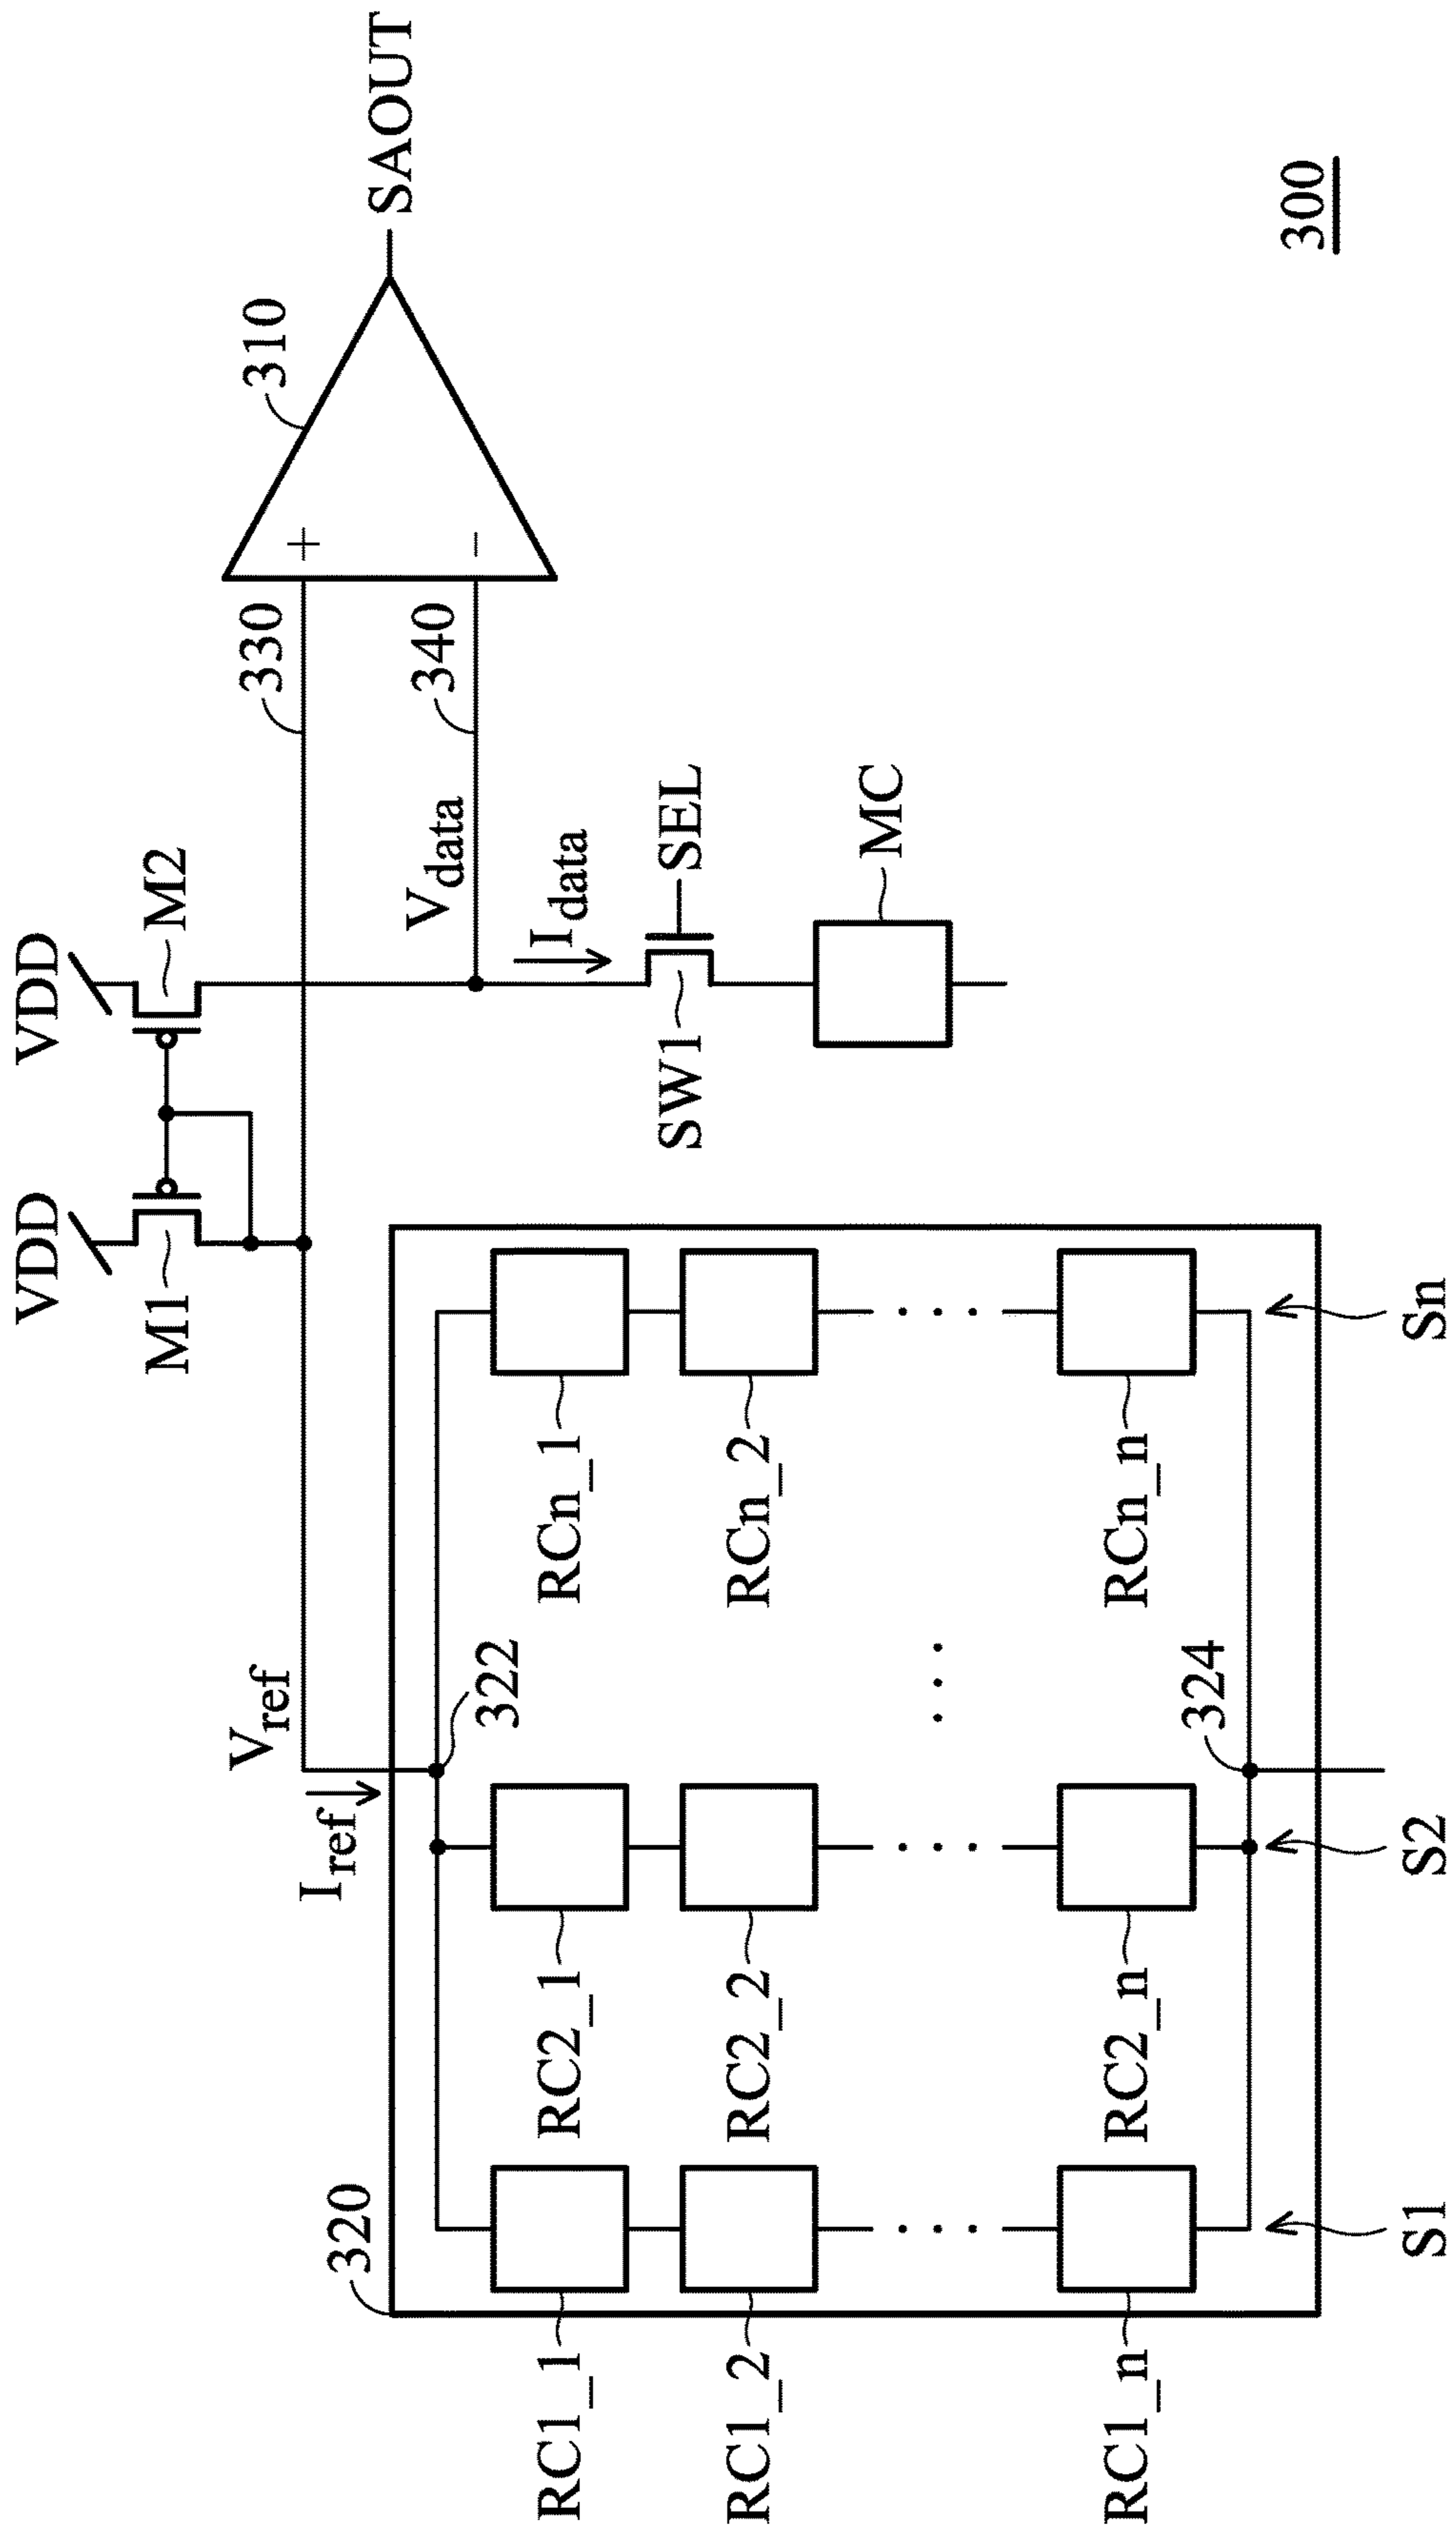 VDD
VDD
M1
M2
330
310
+
SAOUT
Vref
Iref
Vdata
340
-
Idata
320
322
SW1
SEL
RC1_1
RC2_1
RCn_1
MC
RC1_2
RC2_2
RCn_2
RC1_n
RC2_n
RCn_n
324
S1
S2
Sn
300